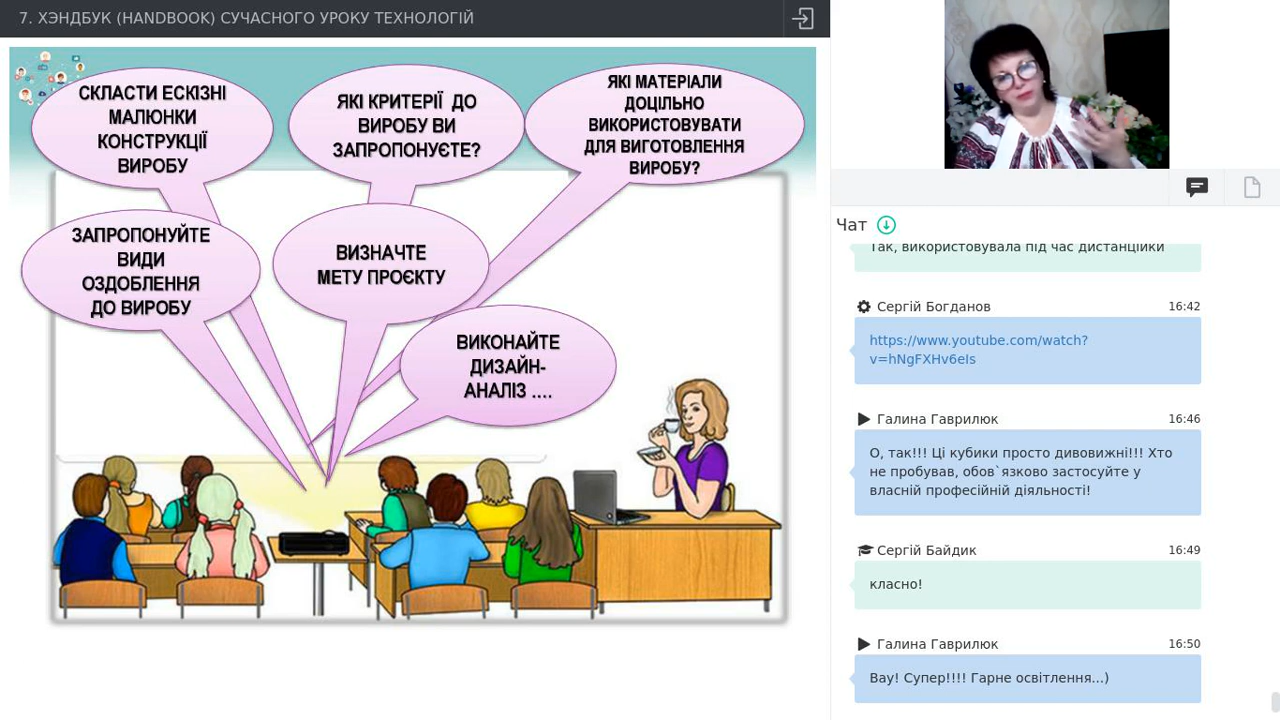 7. ХЭНДБУК (HANDBOOK) СУЧАСНОГО УРОКУ ТЕХНОЛОГІЙ
СКЛАСТИ ЕСКІЗНІ
МАЛЮНКИ
КОНСТРУКЦІЇ
ВИРОБУ
ЯКІ КРИТЕРІЇ ДО
ВИРОБУ ВИ
ЗАПРОПОНУЄТЕ?
ЯКІ МАТЕРІАЛИ
ДОЦІЛЬНО
ВИКОРИСТОВУВАТИ
ДЛЯ ВИГОТОВЛЕННЯ
ВИРОБУ?
ЗАПРОПОНУЙТЕ
ВИДИ
ОЗДОБЛЕННЯ
ДО ВИРОБУ
ВИЗНАЧТЕ
МЕТУ ПРОЄКТУ
ВИКОНАЙТЕ
ДИЗАЙН-
АНАЛІЗ ....
Чат
Так, використовувала під час дистанційки
Сергій Богданов 16:42
https://www.youtube.com/watch?
v=hNgFXHv6eIs
Галина Гаврилюк 16:46
О, так!!! Ці кубики просто дивовижні!!! Хто
не пробував, обов`язково застосуйте у
власній професійній діяльності!
Сергій Байдик 16:49
класно!
Галина Гаврилюк 16:50
Вау! Супер!!!! Гарне освітлення...)